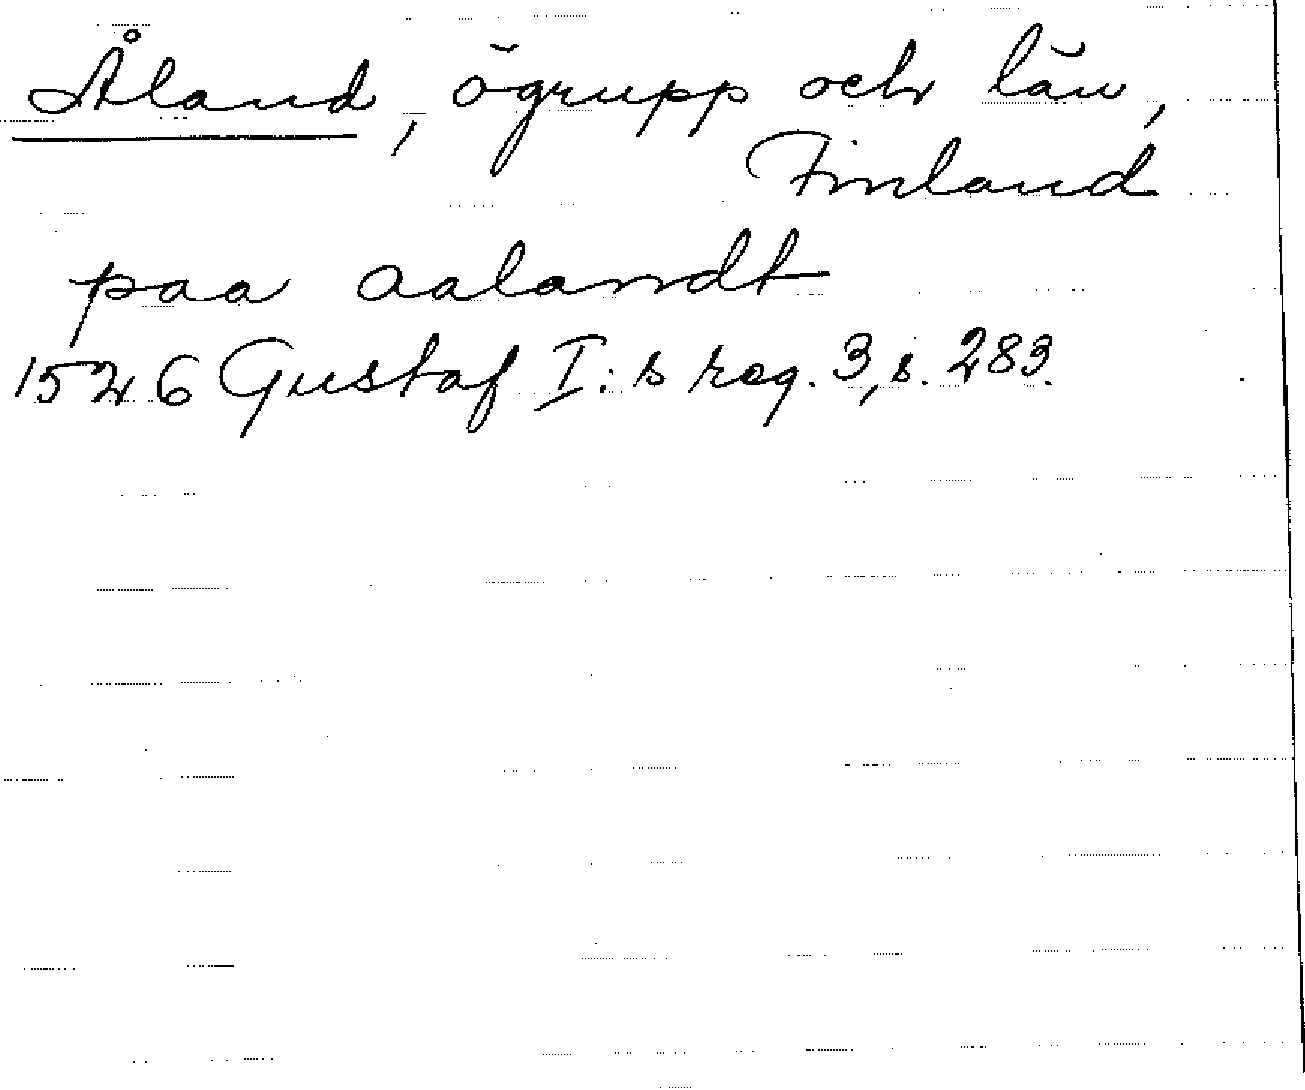 Åland, ögrupp och län,
Finland
paa aalandt
1526 Gustaf I:s reg. 3, s. 283.